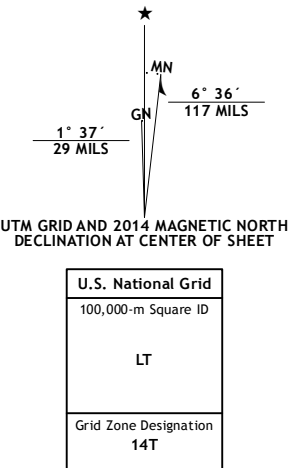 ★
MN
6° 36´
117 MILS
GN
1° 37´
29 MILS
UTM GRID AND 2014 MAGNETIC NORTH
DECLINATION AT CENTER OF SHEET
U.S. National Grid
100,000-m Square ID
LT
Grid Zone Designation
14T